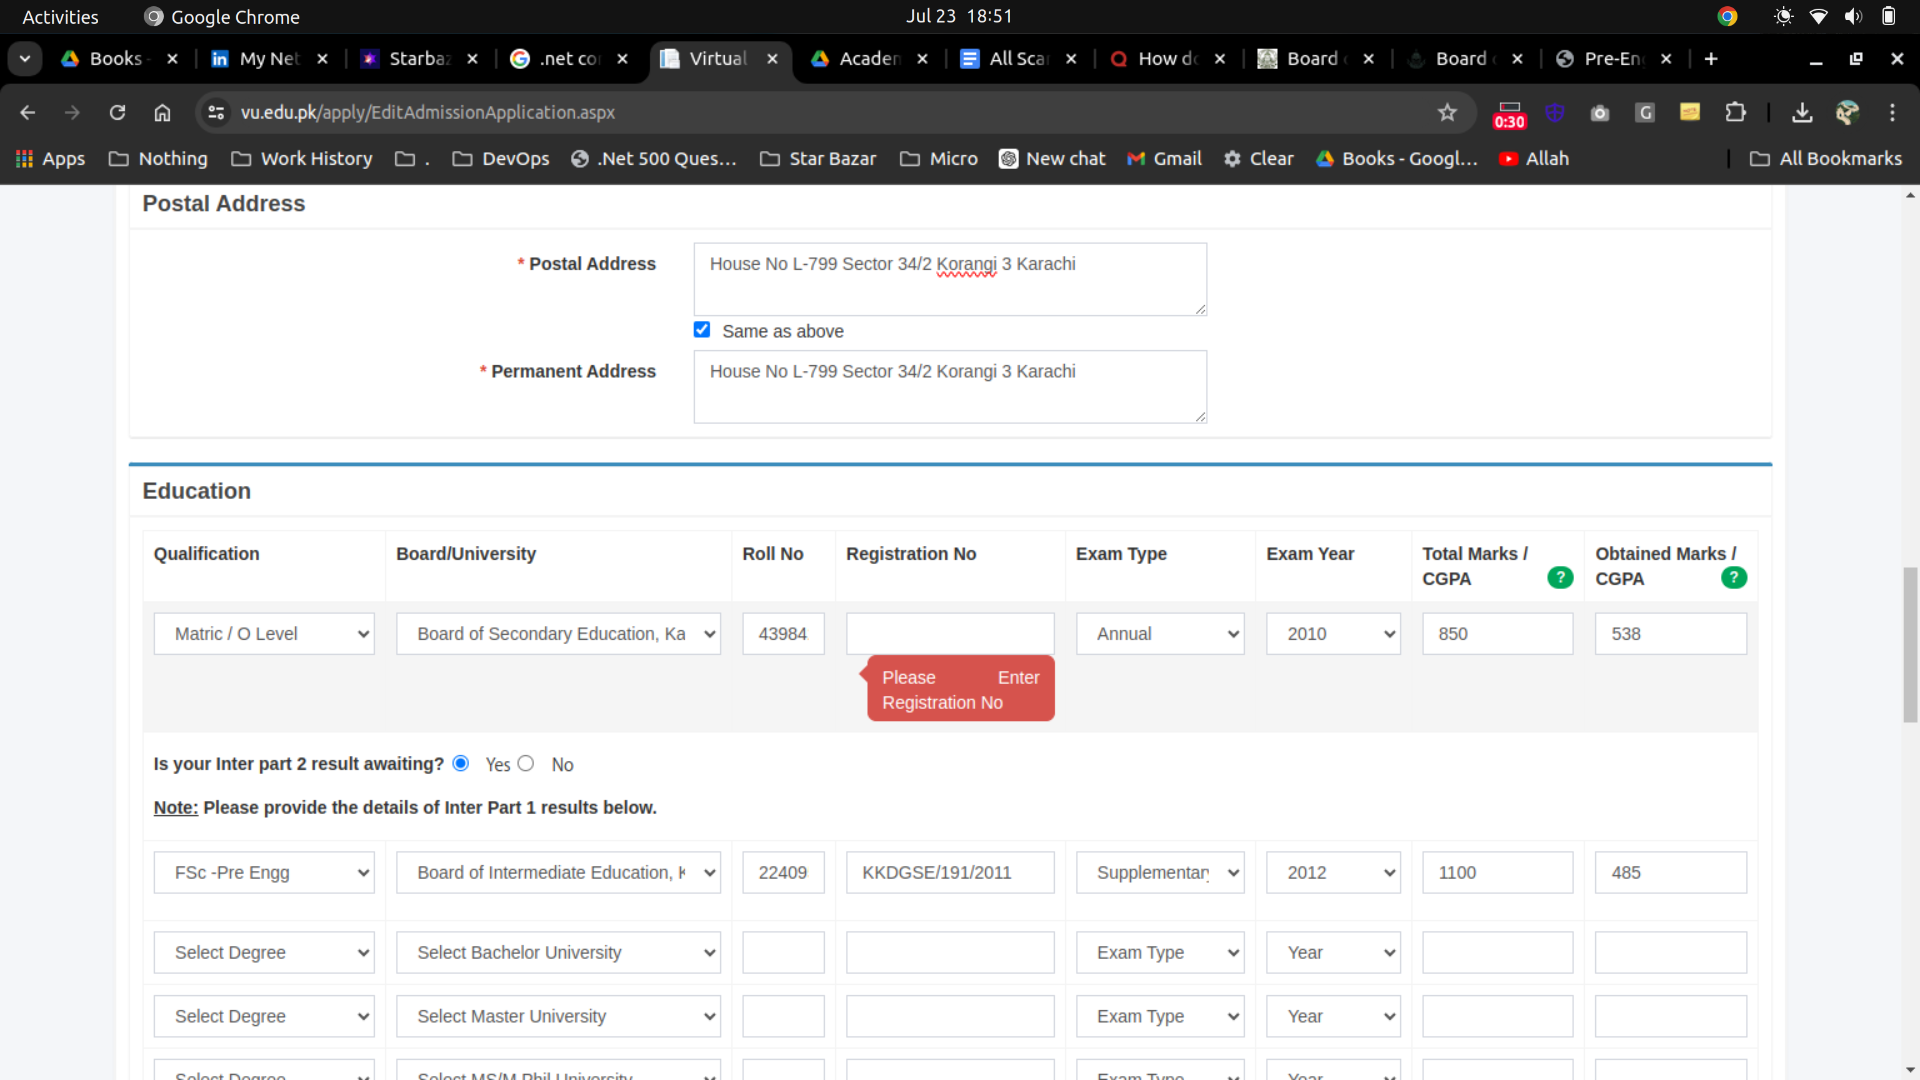 Activities Google Chrome Jul 23 18:51
Books - My Net Starbaz .net cor Virtual Academ All Scar How do Board Board Pre-En
vu.edu.pk/apply/EditAdmissionApplication.aspx 0:30
Apps Nothing Work History . DevOps .Net 500 Ques... Star Bazar Micro New chat Gmail Clear Books - Googl... Allah All Bookmarks
Postal Address
* Postal Address House No L-799 Sector 34/2 Korangi 3 Karachi
Same as above
* Permanent Address House No L-799 Sector 34/2 Korangi 3 Karachi
Education
Qualification Board/University Roll No Registration No Exam Type Exam Year Total Marks / CGPA ? Obtained Marks / CGPA ?
Matric / O Level Board of Secondary Education, Ka 43984 Annual 2010 850 538
Please Enter
Registration No
Is your Inter part 2 result awaiting? Yes No
Note: Please provide the details of Inter Part 1 results below.
FSc -Pre Engg Board of Intermediate Education, K 22409 KKDGSE/191/2011 Supplementary 2012 1100 485
Select Degree Select Bachelor University Exam Type Year
Select Degree Select Master University Exam Type Year
Select Degree Select MS/M.Phil University Exam Type Year